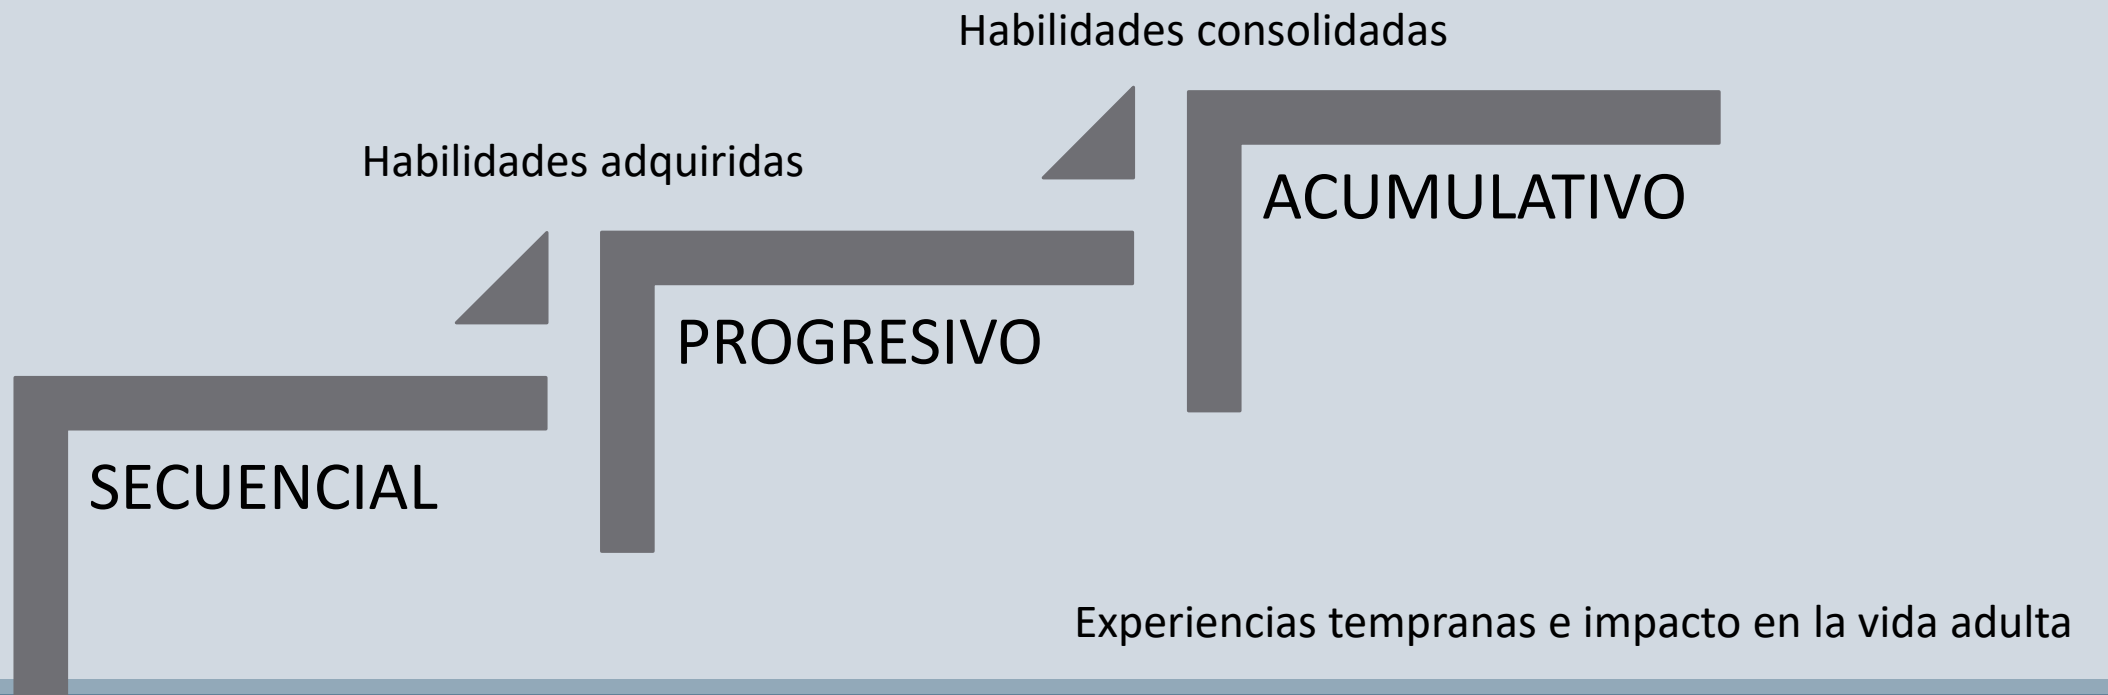 Habilidades consolidadas
Habilidades adquiridas
ACUMULATIVO
PROGRESIVO
SECUENCIAL
Experiencias tempranas e impacto en la vida adulta